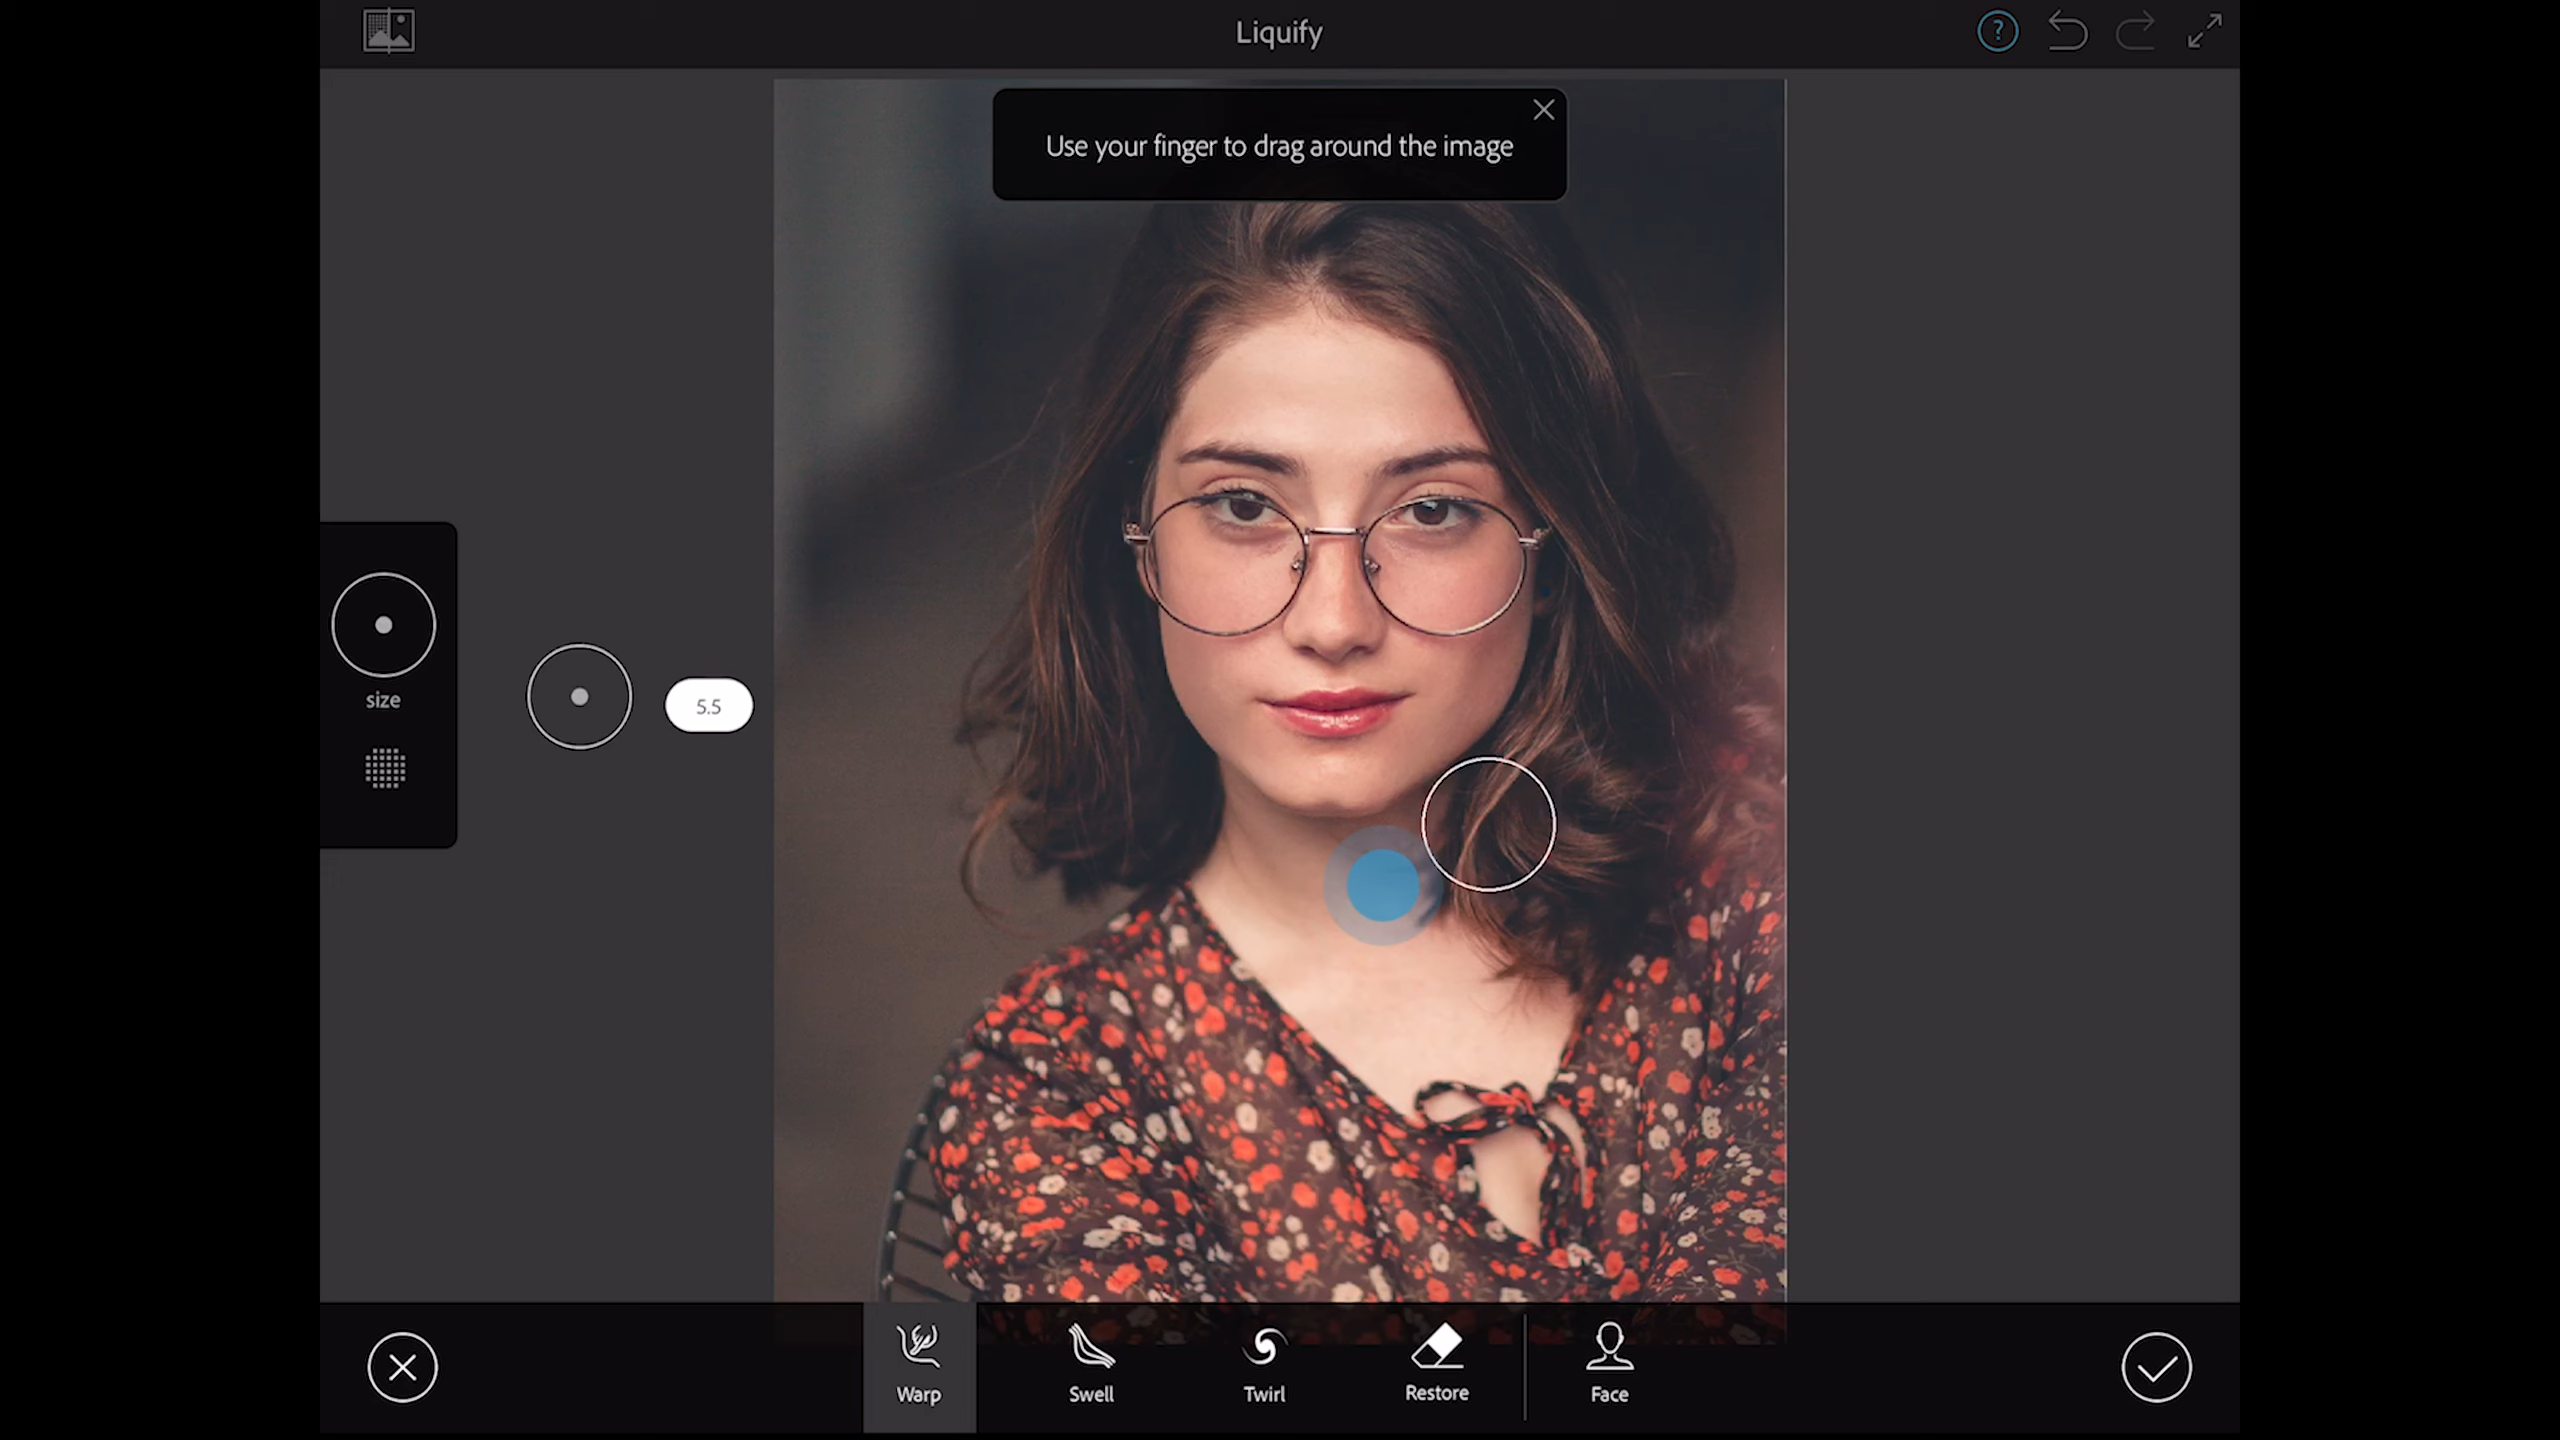 Liquify
?
Use your finger to drag around the image
size
5.5
Warp
Swell
Twirl
Restore
Face